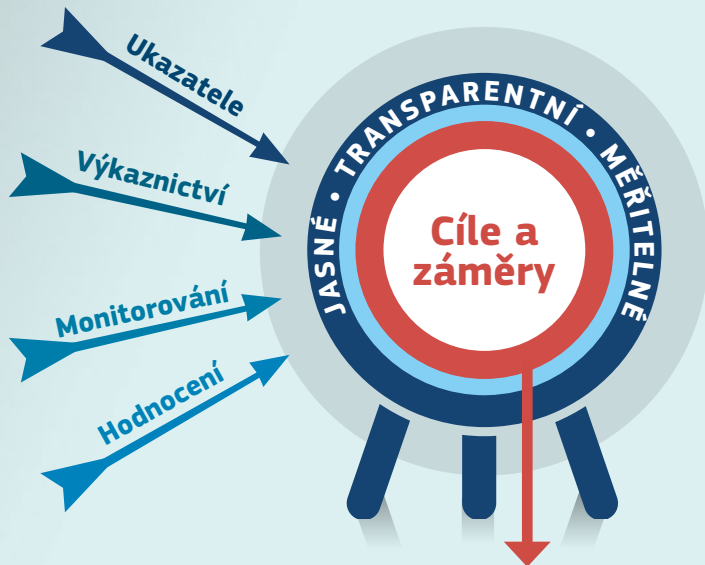 Ukazatele
Výkaznictví
Monitorování
Hodnocení
JASNÉ • TRANSPARENTNÍ • MĚŘITELNÉ
Cíle a
záměry